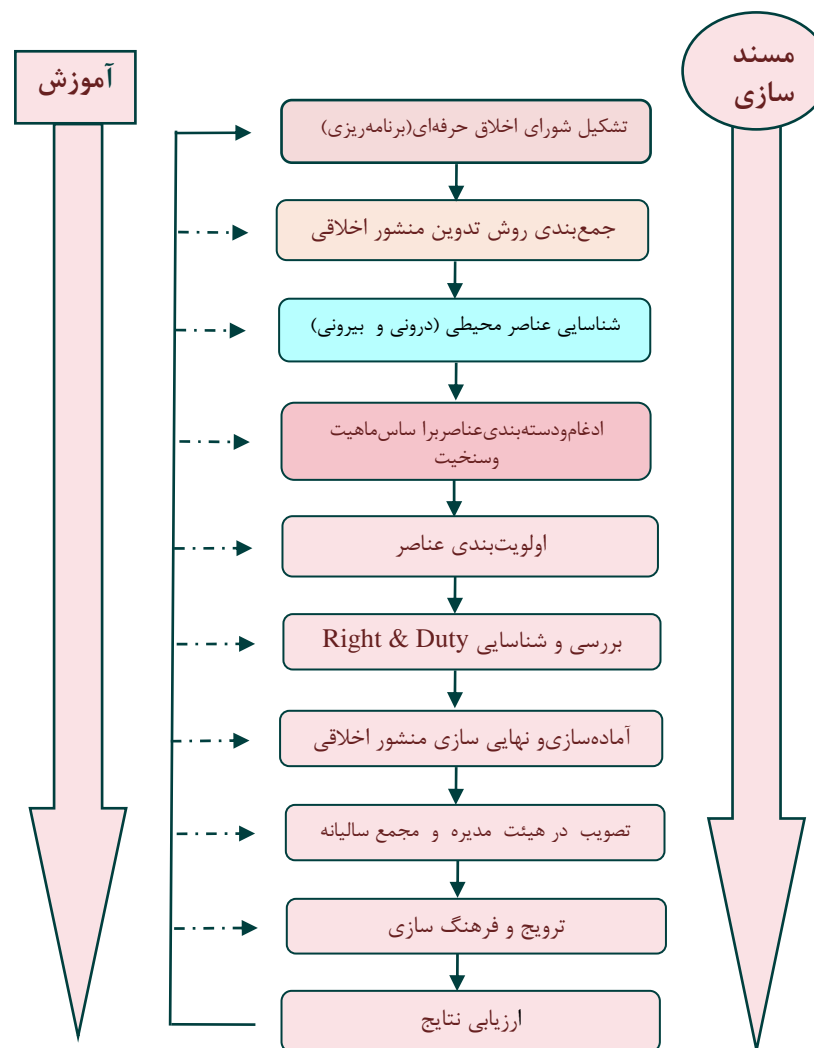 مسند
سازی
آموزش
تشکیل شورای اخلاق حرفه‌ای(برنامه‌ریزی)
جمع‌بندی روش تدوین منشور اخلاقی
شناسایی عناصر محیطی (درونی و بیرونی)
ادغام‌ودسته‌بندی‌عناصربرا ساس‌ماهیت
وسنخیت
اولویت‌بندی عناصر
بررسی و شناسایی Right & Duty
آماده‌سازی‌و نهایی سازی منشور اخلاقی
تصویب در هیئت مدیره و مجمع سالیانه
ترویج و فرهنگ سازی
ارزیابی نتایج